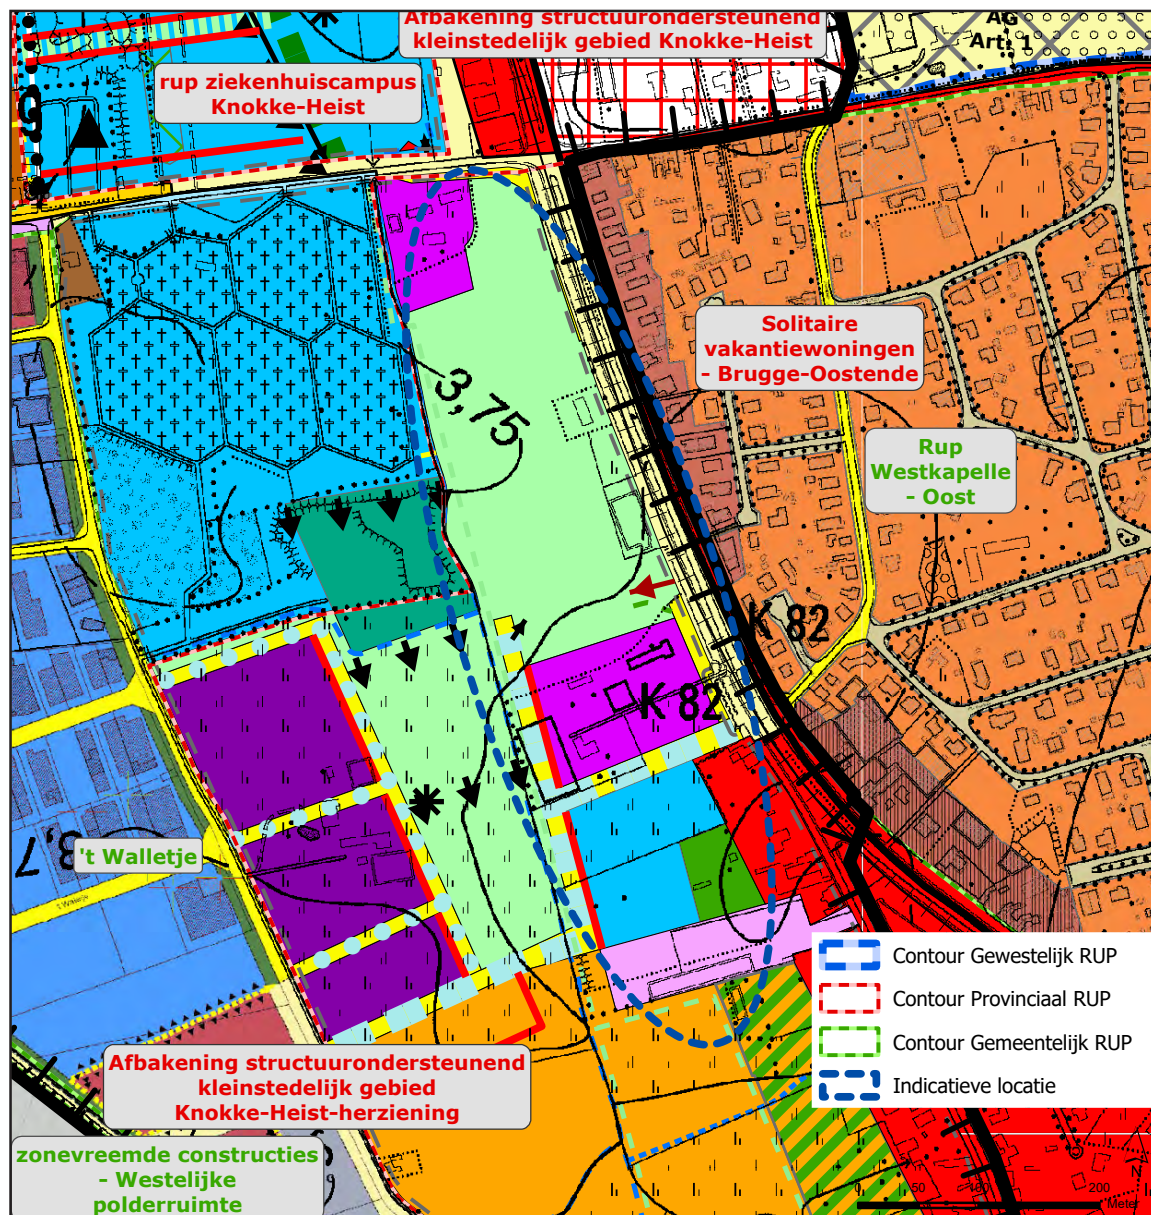 Afbakening structuurondersteunend
kleinstedelijk gebied Knokke-Heist
AG
Art. 1
rup ziekenhuiscampus
Knokke-Heist
3,75
Solitaire
vakantiewoningen
- Brugge-Oostende
Rup
Westkapelle
- Oost
K 82
K 82
't Walletje
3,7
Contour Gewestelijk RUP
Contour Provinciaal RUP
Contour Gemeentelijk RUP
Indicatieve locatie
Afbakening structuurondersteunend
kleinstedelijk gebied
Knokke-Heist-herziening
zonevreemde constructies
- Westelijke
polderruimte
N
0 50 100 200
Meter